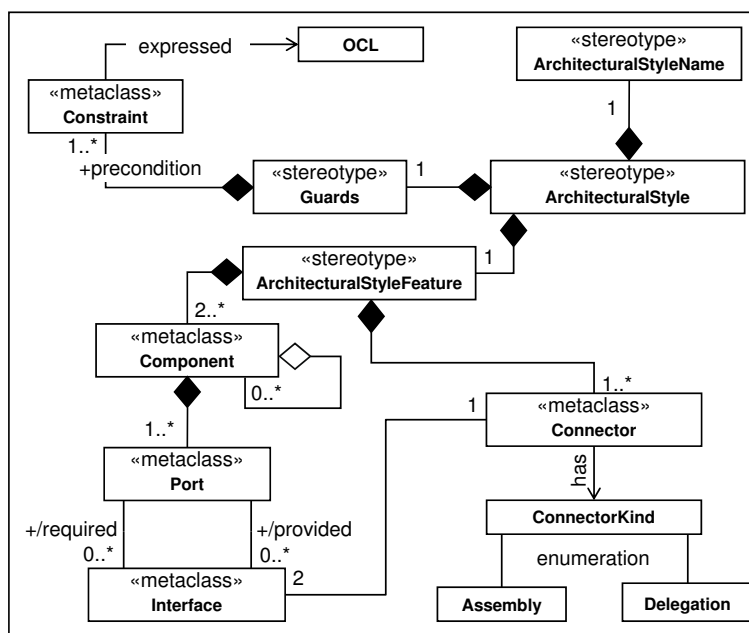 expressed
OCL
«stereotype»
ArchitecturalStyleName
«metaclass»
Constraint
1
1..*
+precondition
«stereotype»
Guards
1
«stereotype»
ArchitecturalStyle
«stereotype»
ArchitecturalStyleFeature
1
2..*
«metaclass»
Component
0..*
1..*
«metaclass»
Connector
1
1..*
«metaclass»
Port
has
+/required
+/provided
0..*
0..*
ConnectorKind
enumeration
«metaclass»
Interface
2
Assembly
Delegation